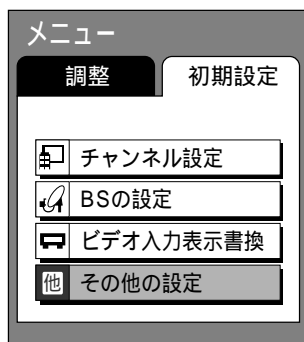 メニュー
調整 初期設定
チャンネル設定
BSの設定
ビデオ入力表示書換
他 その他の設定